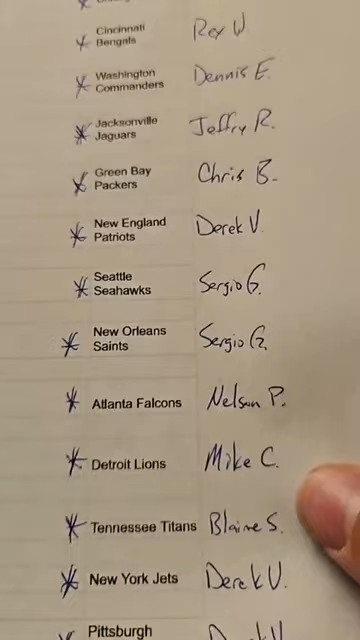 Cincinnati Bengals Rex W
Washington Commanders Dennis E.
Jacksonville Jaguars Jeffry R.
Green Bay Packers Chris B.
New England Patriots Derek V.
Seattle Seahawks Sergio G.
New Orleans Saints Sergio G.
Atlanta Falcons Nelson P.
Detroit Lions Mike C.
Tennessee Titans Blaine S.
New York Jets Derek V.
Pittsburgh